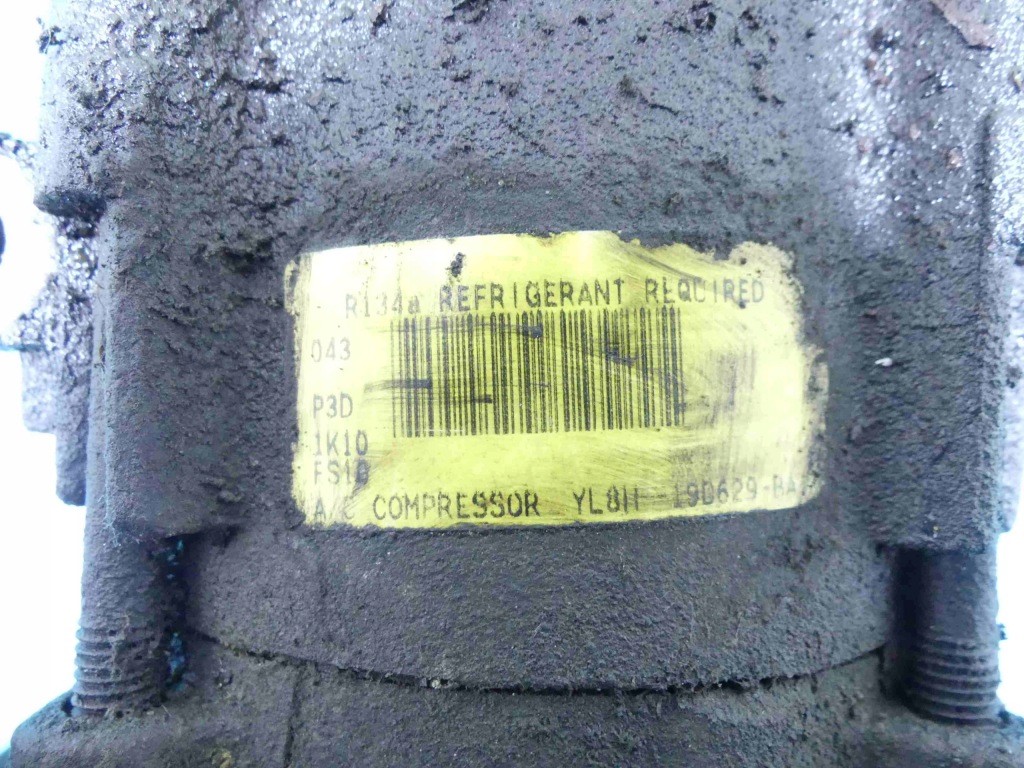 R134a REFRIGERANT REQUIRED
043
P3D
1K10
FS10
A/C COMPRESSOR YL8H 19D629-BA